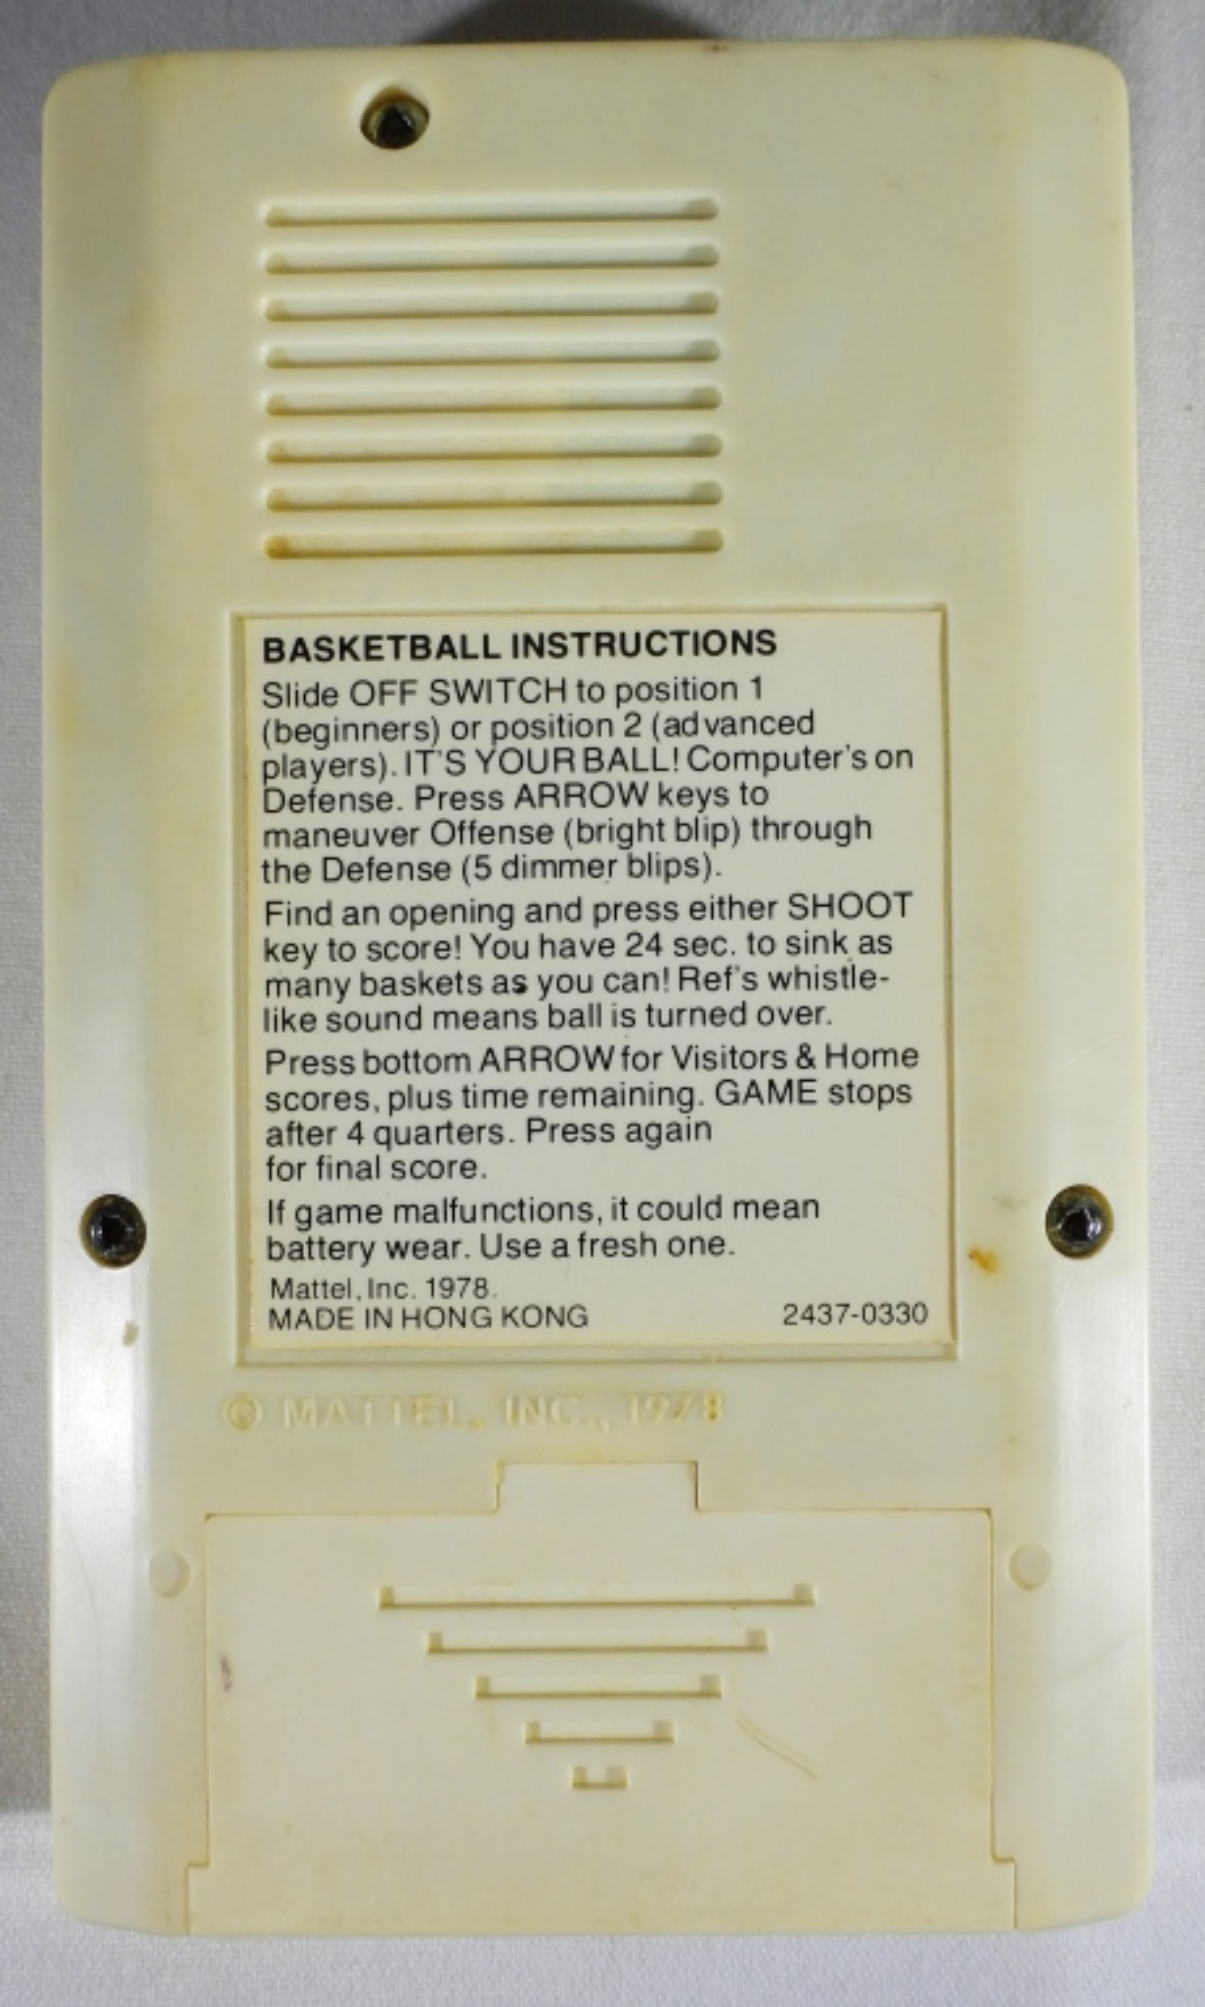 BASKETBALL INSTRUCTIONS
Slide OFF SWITCH to position 1
(beginners) or position 2 (advanced
players). IT'S YOUR BALL! Computer's on
Defense. Press ARROW keys to
maneuver Offense (bright blip) through
the Defense (5 dimmer blips).
Find an opening and press either SHOOT
key to score! You have 24 sec. to sink as
many baskets as you can! Ref's whistle-
like sound means ball is turned over.
Press bottom ARROW for Visitors & Home
scores, plus time remaining. GAME stops
after 4 quarters. Press again
for final score.
If game malfunctions, it could mean
battery wear. Use a fresh one.
Mattel, Inc. 1978.
MADE IN HONG KONG 2437-0330
© MATTEL, INC., 1978